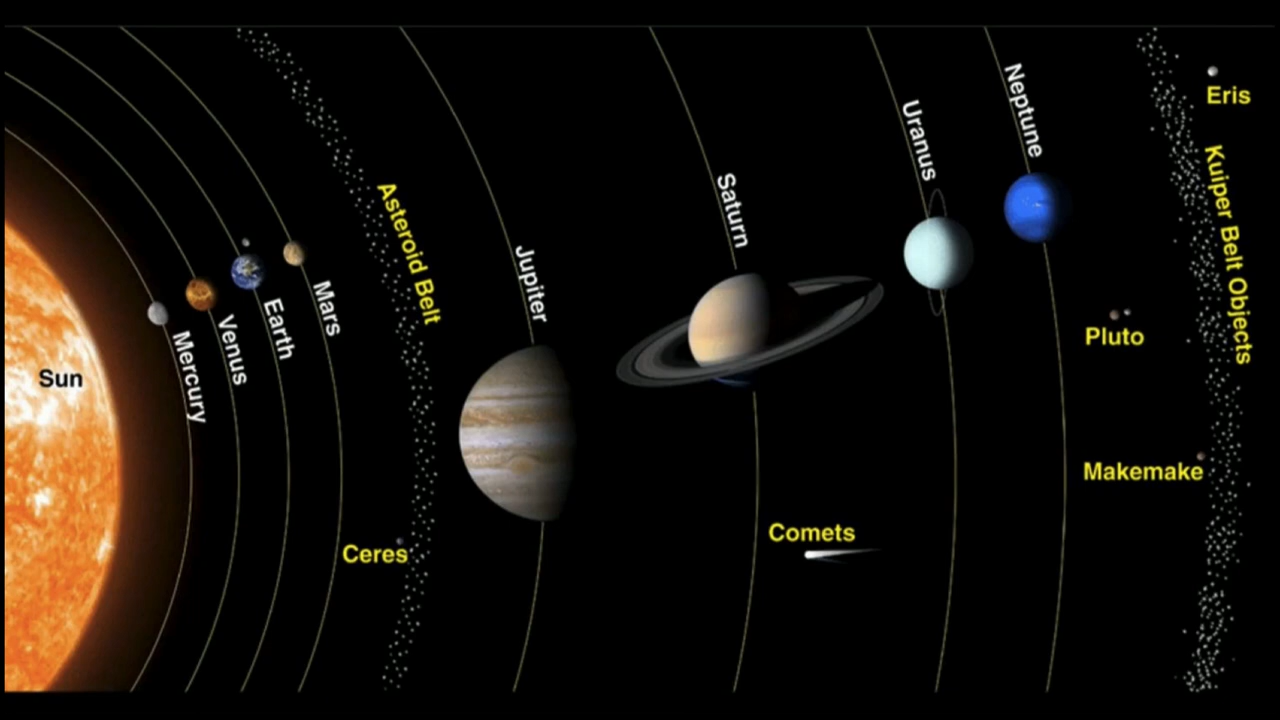 Sun
Mercury
Venus
Earth
Mars
Asteroid Belt
Ceres
Jupiter
Saturn
Comets
Uranus
Neptune
Pluto
Makemake
Eris
Kuiper Belt Objects